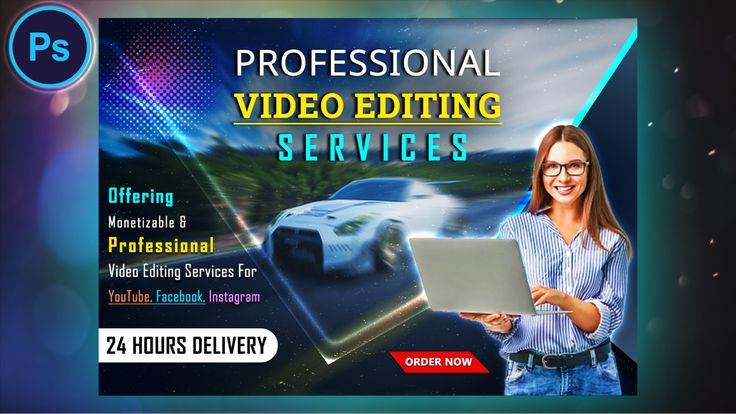 Ps
PROFESSIONAL
VIDEO EDITING
SERVICES
Offering
Monetizable &
Professional
Video Editing Services For
YouTube, Facebook, Instagram
24 HOURS DELIVERY
ORDER NOW